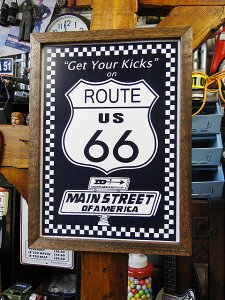 "Get Your Kicks"
on
ROUTE
US
66
MAIN STREET
OF AMERICA